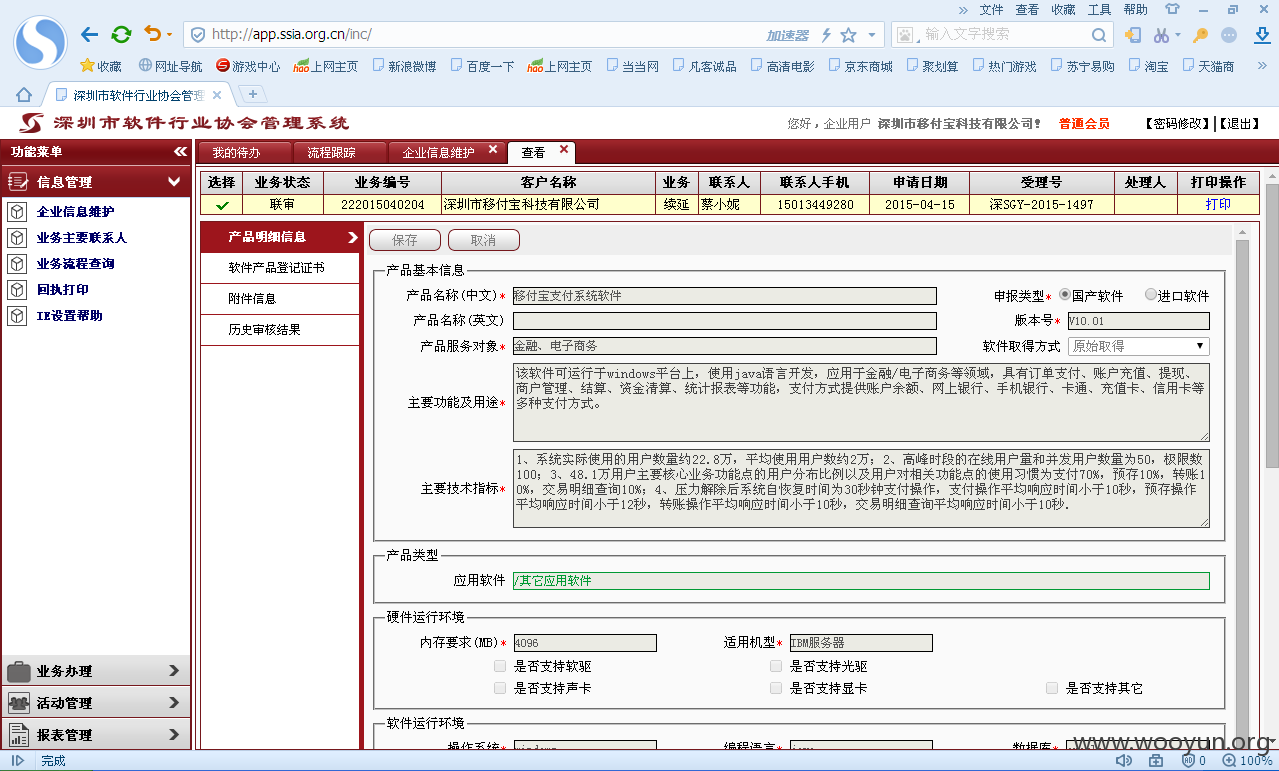 » 文件 查看 收藏 工具 帮助
http://app.ssia.org.cn/inc/ 加速器 输入文字搜索
收藏 网址导航 游戏中心 hao上网主页 新浪微博 百度一下 hao上网主页 当当网 凡客诚品 高清电影 京东商城 聚划算 热门游戏 苏宁易购 淘宝 天猫商 »
深圳市软件行业协会管理
深圳市软件行业协会管理系统 您好，企业用户 深圳市移付宝科技有限公司! 普通会员 【密码修改】|【退出】
功能菜单 我的待办 流程跟踪 企业信息维护 查看
信息管理
企业信息维护
业务主要联系人
业务流程查询
回执打印
IE设置帮助
业务办理
活动管理
报表管理
选择 业务状态 业务编号 客户名称 业务 联系人 联系人手机 申请日期 受理号 处理人 打印操作
联审 222015040204 深圳市移付宝科技有限公司 续延 蔡小妮 15013449280 2015-04-15 深SGY-2015-1497 打印
产品明细信息
软件产品登记证书
附件信息
历史审核结果
保存 取消
产品基本信息
产品名称(中文)* 移付宝支付系统软件 申报类型* 国产软件 进口软件
产品名称(英文) 版本号* V10.01
产品服务对象* 金融、电子商务 软件取得方式 原始取得
主要功能及用途*
该软件可运行于windows平台上，使用java语言开发，应用于金融/电子商务等领域，具有订单支付、账户充值、提现、
商户管理、结算、资金清算、统计报表等功能，支付方式提供账户余额、网上银行、手机银行、卡通、充值卡、信用卡等
多种支付方式。
主要技术指标*
1、系统实际使用的用户数量约22.8万，平均使用用户数约2万；2、高峰时段的在线用户量和并发用户数量为50，极限数
100；3、48.1万用户主要核心业务功能点的用户分布比例以及用户对相关功能点的使用习惯为支付70%，预存10%，转账1
0%，交易明细查询10%；4、压力解除后系统自恢复时间为30秒钟支付操作，支付操作平均响应时间小于10秒，预存操作
平均响应时间小于12秒，转账操作平均响应时间小于10秒，交易明细查询平均响应时间小于10秒.
产品类型
应用软件 /其它应用软件
硬件运行环境
内存要求(MB)* 4096 适用机型* IBM服务器
是否支持软驱 是否支持光驱
是否支持声卡 是否支持显卡 是否支持其它
软件运行环境
操作系统* windows 编程语言* java 数据库*
www.wooyun.org
完成 0 100%